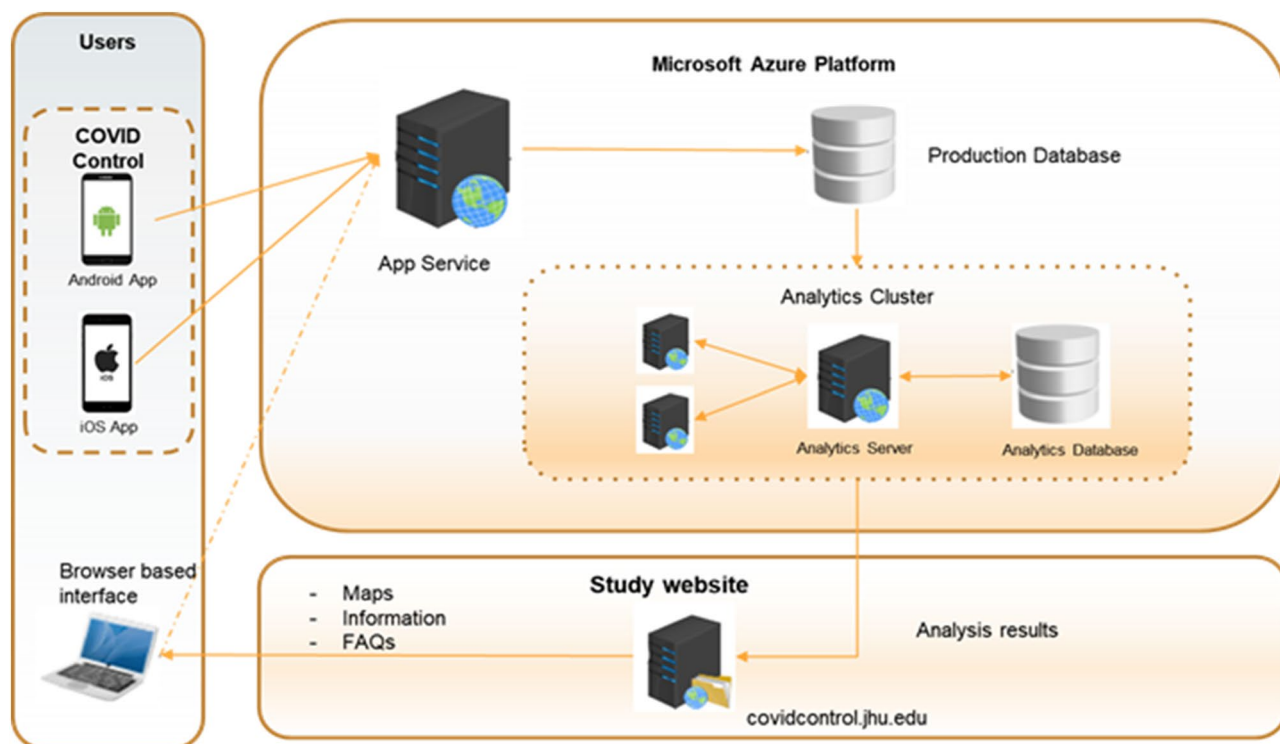 Users
COVID
Control
Android App
iOS
iOS App
Browser based
interface
Microsoft Azure Platform
App Service
Production Database
Analytics Cluster
Analytics Server
Analytics Database
Study website
- Maps
- Information
- FAQs
Analysis results
covidcontrol.jhu.edu